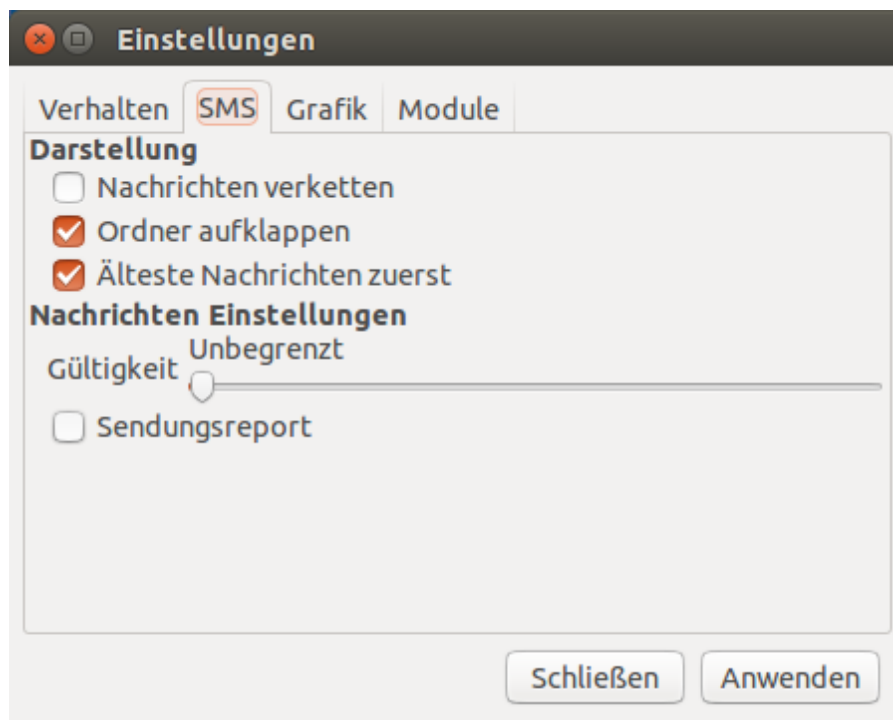 Einstellungen
Verhalten SMS Grafik Module
Darstellung
Nachrichten verketten
Ordner aufklappen
Älteste Nachrichten zuerst
Nachrichten Einstellungen
Unbegrenzt
Gültigkeit
Sendungsreport
Schließen Anwenden